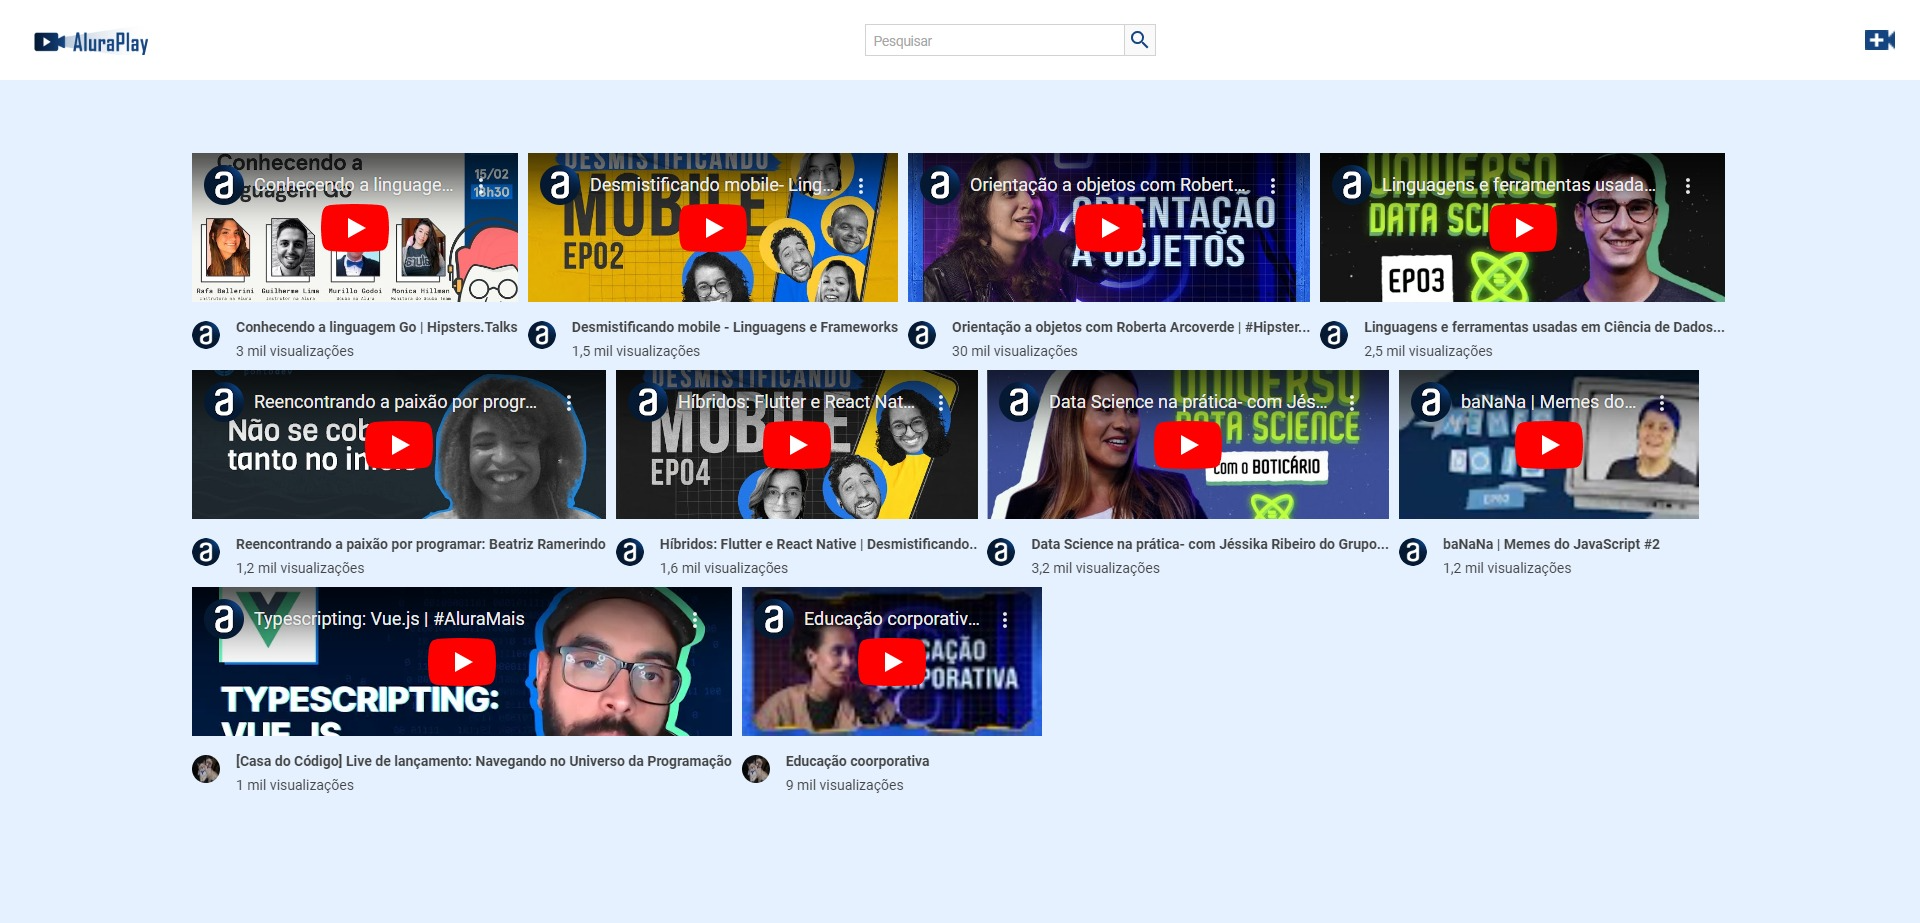 AluraPlay
Pesquisar
Conhecendo a
Conhecendo a linguage...
15/02
18h30
Rafa Ballerini
Guilherme Lima
Murillo Godoi
Monica Hillman
Conhecendo a linguagem Go | Hipsters.Talks
3 mil visualizações
DESMISTIFICANDO
Desmistificando mobile- Ling...
MOBILE
EP02
Desmistificando mobile - Linguagens e Frameworks
1,5 mil visualizações
Orientação a objetos com Robert...
ORIENTAÇÃO
A OBJETOS
Orientação a objetos com Roberta Arcoverde | #Hipster...
30 mil visualizações
UNIVERSO
Linguagens e ferramentas usada...
DATA SCI
EP03
Linguagens e ferramentas usadas em Ciência de Dados...
2,5 mil visualizações
Reencontrando a paixão por progr...
Não se cob
tanto no início
Reencontrando a paixão por programar: Beatriz Ramerindo
1,2 mil visualizações
DESMISTIFICANDO
Híbridos: Flutter e React Nat...
MOBILE
EP04
Híbridos: Flutter e React Native | Desmistificando..
1,6 mil visualizações
UNIVERSO
Data Science na prática- com Jés...
DATA SCIENCE
com o BOTICÁRIO
Data Science na prática- com Jéssika Ribeiro do Grupo...
3,2 mil visualizações
baNaNa | Memes do...
baNaNa | Memes do JavaScript #2
1,2 mil visualizações
Typescripting: Vue.js | #AluraMais
TYPESCRIPTING:
VUE.JS
[Casa do Código] Live de lançamento: Navegando no Universo da Programação
1 mil visualizações
Educação corporativ...
CAÇÃO
CORPORATIVA
Educação coorporativa
9 mil visualizações